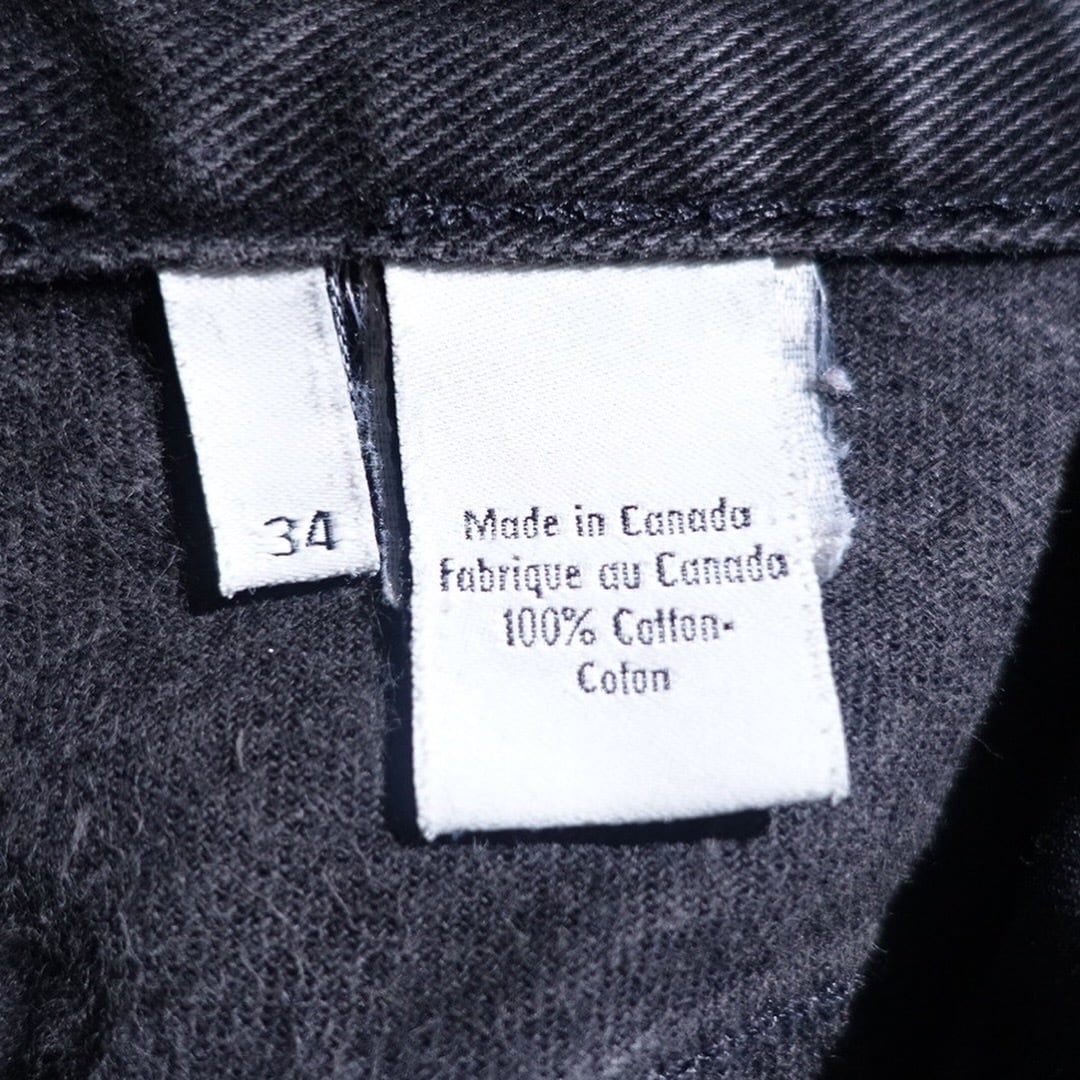 34
Made in Canada
Fabrique au Canada
100% Cotton-
Coton